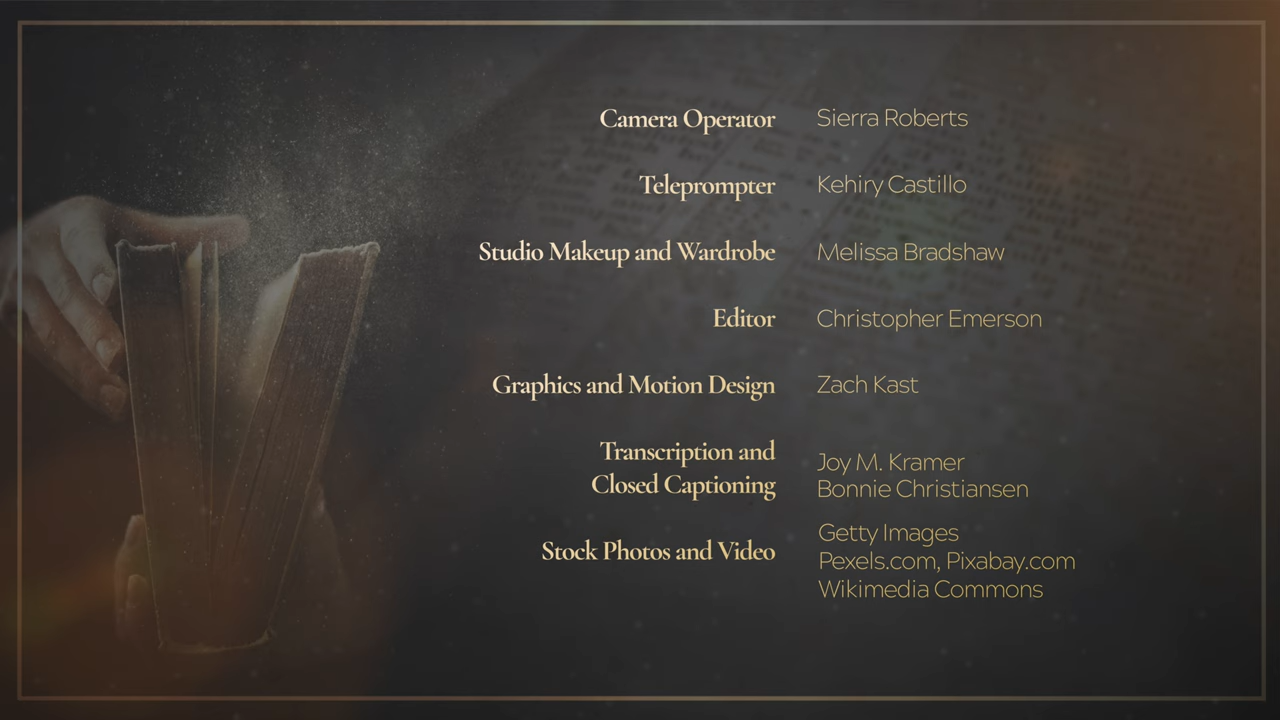 Camera Operator Sierra Roberts
Teleprompter Kehiry Castillo
Studio Makeup and Wardrobe Melissa Bradshaw
Editor Christopher Emerson
Graphics and Motion Design Zach Kast
Transcription and
Closed Captioning
Joy M. Kramer
Bonnie Christiansen
Stock Photos and Video
Getty Images
Pexels.com, Pixabay.com
Wikimedia Commons